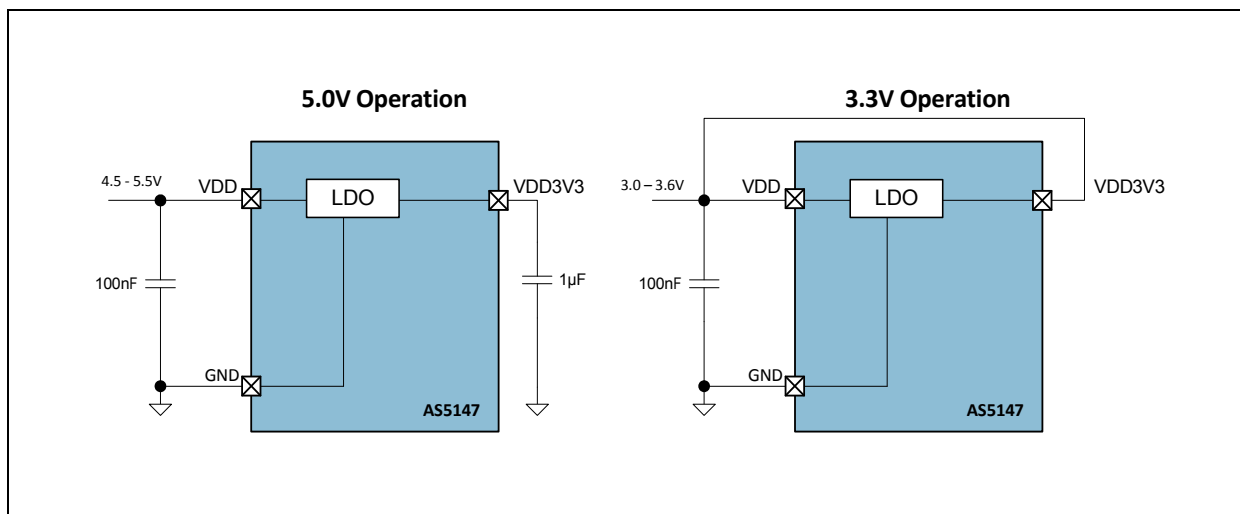 5.0V Operation
4.5 - 5.5V
VDD
LDO
VDD3V3
100nF
1µF
GND
AS5147
3.3V Operation
3.0 – 3.6V
VDD
LDO
VDD3V3
100nF
GND
AS5147